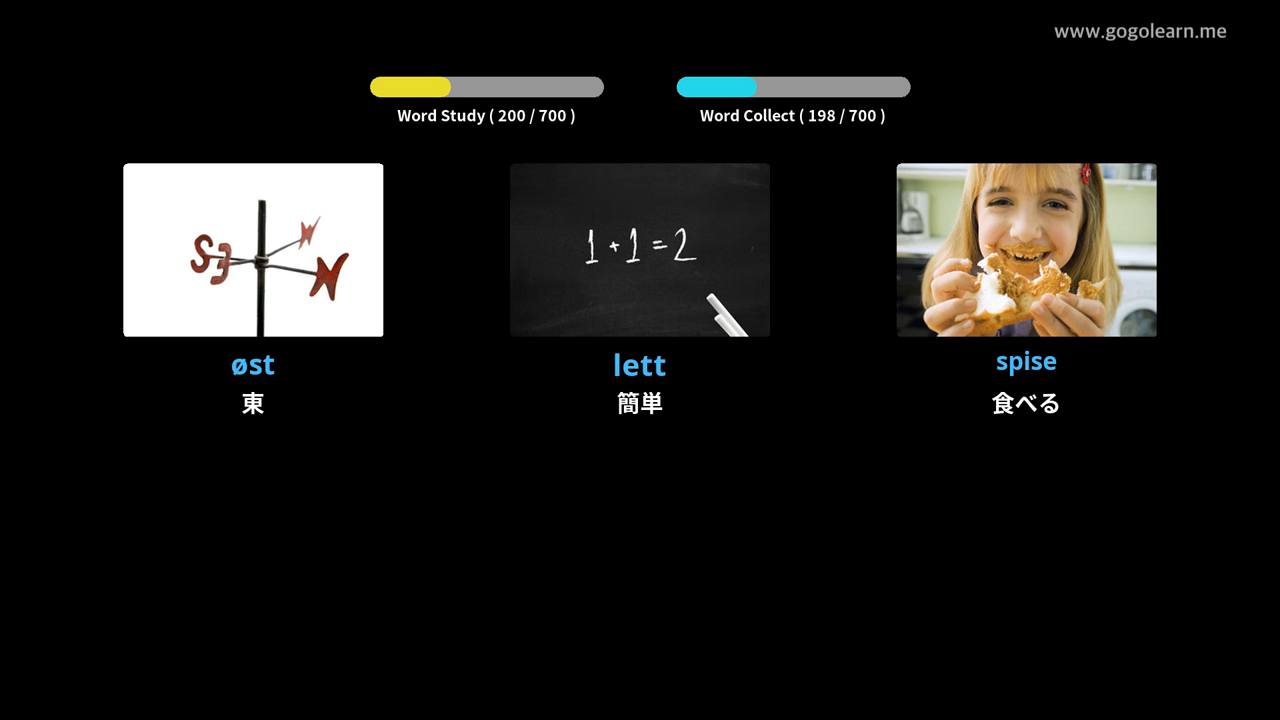 www.gogolearn.me
Word Study ( 200 / 700 )
Word Collect ( 198 / 700 )
S E N W
1 + 1 = 2
øst
lett
spise
東
簡単
食べる